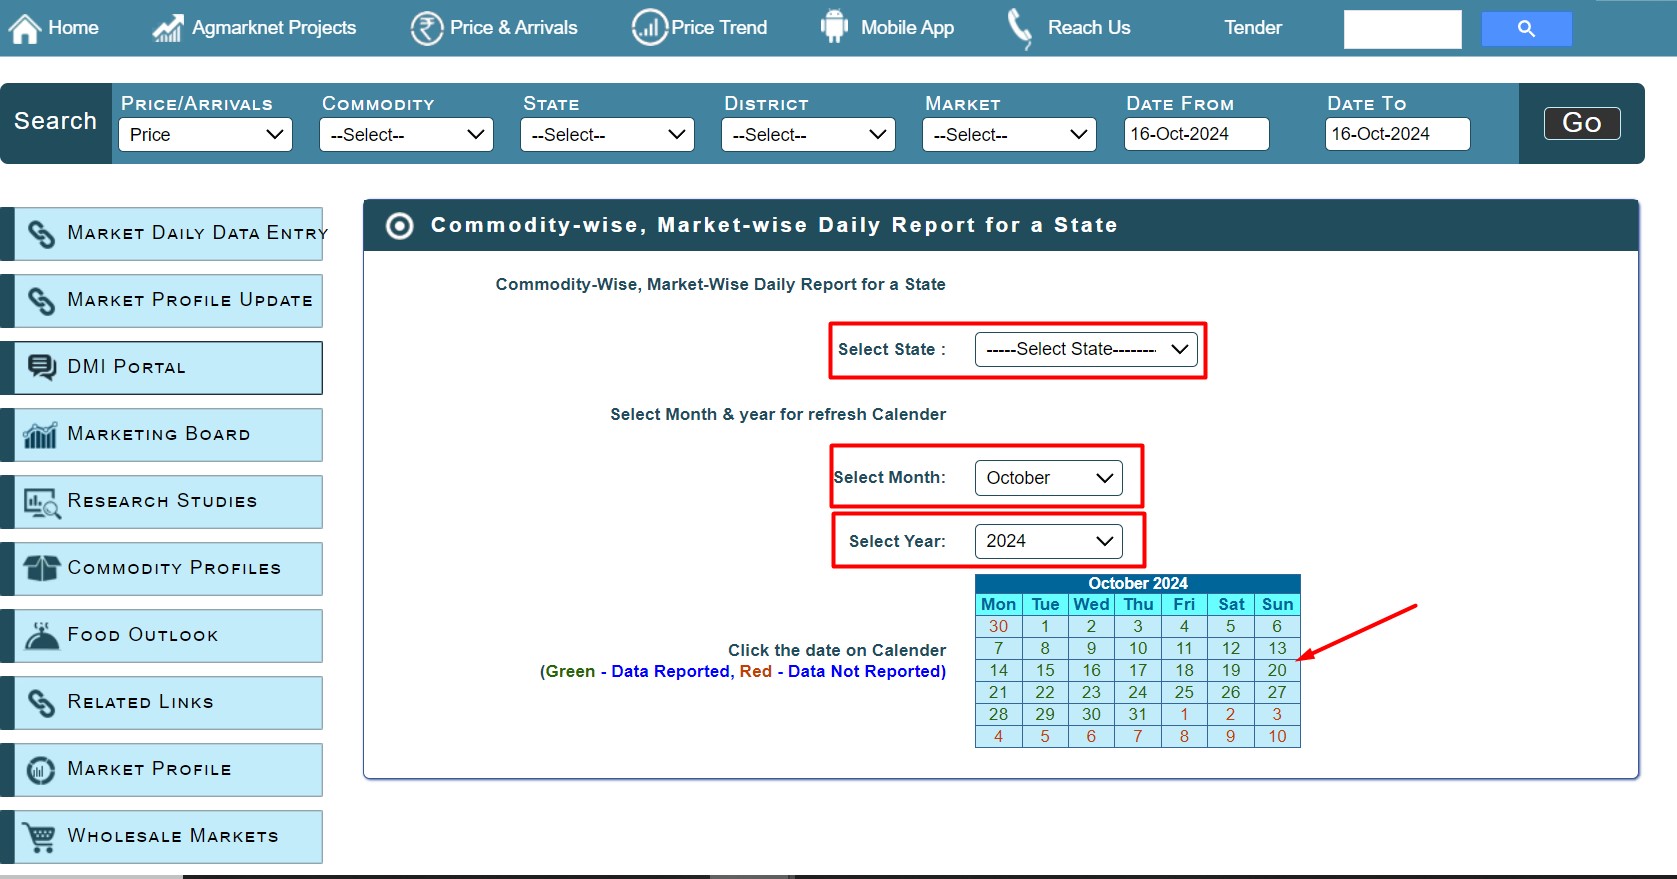 Home Agmarknet Projects Price & Arrivals Price Trend Mobile App Reach Us Tender
Search
PRICE/ARRIVALS COMMODITY STATE DISTRICT MARKET DATE FROM DATE TO
Price --Select-- --Select-- --Select-- --Select-- 16-Oct-2024 16-Oct-2024
Go
MARKET DAILY DATA ENTRY
MARKET PROFILE UPDATE
DMI PORTAL
MARKETING BOARD
RESEARCH STUDIES
COMMODITY PROFILES
FOOD OUTLOOK
RELATED LINKS
MARKET PROFILE
WHOLESALE MARKETS
Commodity-wise, Market-wise Daily Report for a State
Commodity-Wise, Market-Wise Daily Report for a State
Select State : -----Select State--------
Select Month & year for refresh Calender
Select Month: October
Select Year: 2024
Click the date on Calender
(Green - Data Reported, Red - Data Not Reported)
October 2024
Mon Tue Wed Thu Fri Sat Sun
30 1 2 3 4 5 6
7 8 9 10 11 12 13
14 15 16 17 18 19 20
21 22 23 24 25 26 27
28 29 30 31 1 2 3
4 5 6 7 8 9 10